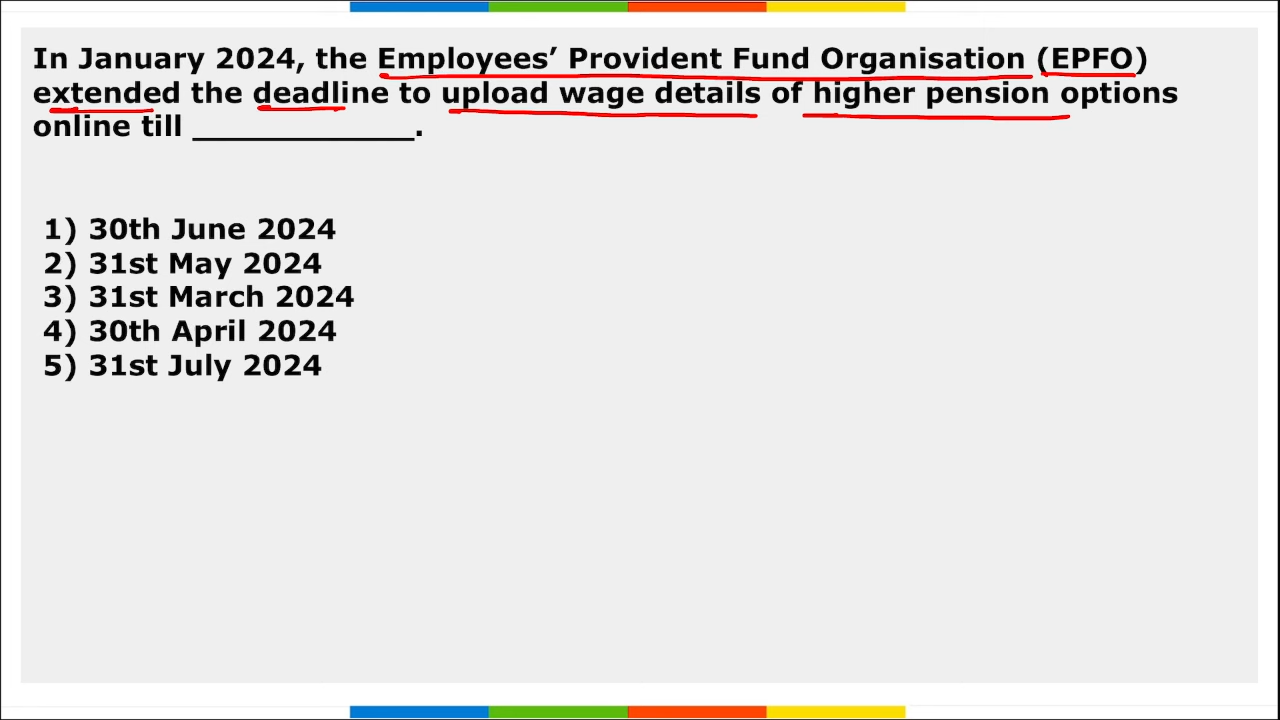 In January 2024, the Employees’ Provident Fund Organisation (EPFO)
extended the deadline to upload wage details of higher pension options
online till _____________.
1) 30th June 2024
2) 31st May 2024
3) 31st March 2024
4) 30th April 2024
5) 31st July 2024